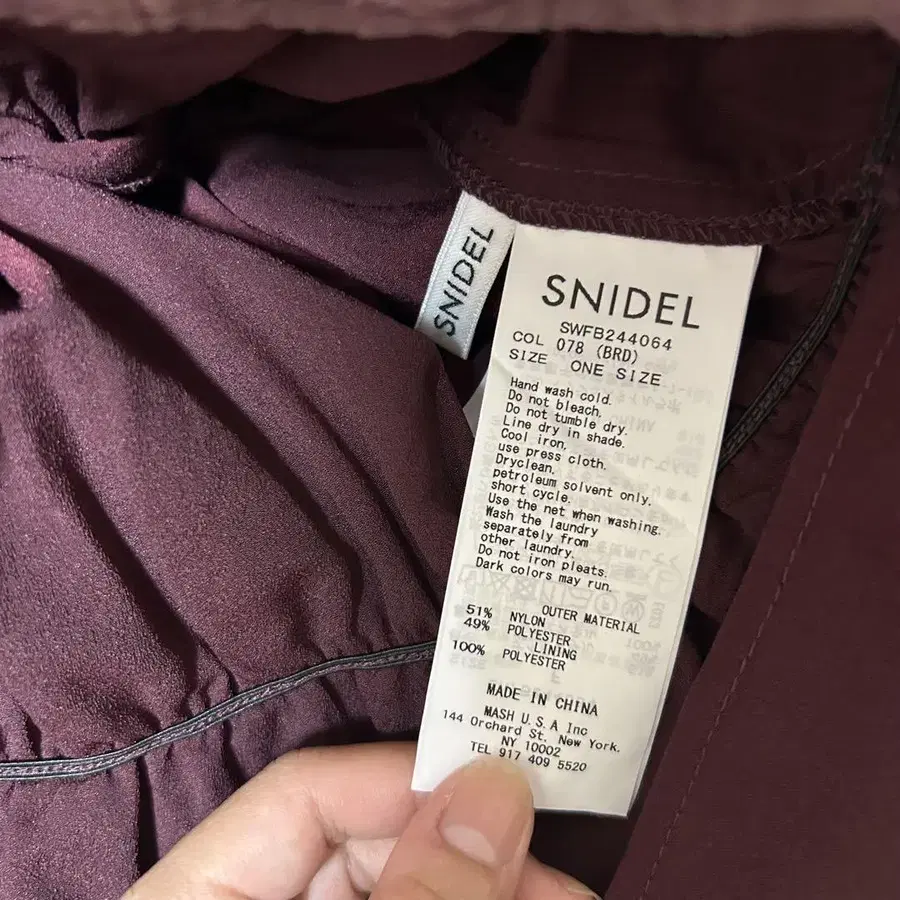 SNIDEL
SNIDEL
SWFB244064
COL 078 (BRD)
SIZE ONE SIZE
Hand wash cold.
Do not bleach.
Do not tumble dry.
Line dry in shade.
Cool iron,
use press cloth.
Dryclean.
petroleum solvent only,
short cycle.
Use the net when washing.
Wash the laundry
separately from
other laundry.
Do not iron pleats.
Dark colors may run.
OUTER MATERIAL
51% NYLON
49% POLYESTER
LINING
100% POLYESTER
MADE IN CHINA
MASH U.S.A Inc
144 Orchard St. New York.
NY 10002
TEL 917 409 5520